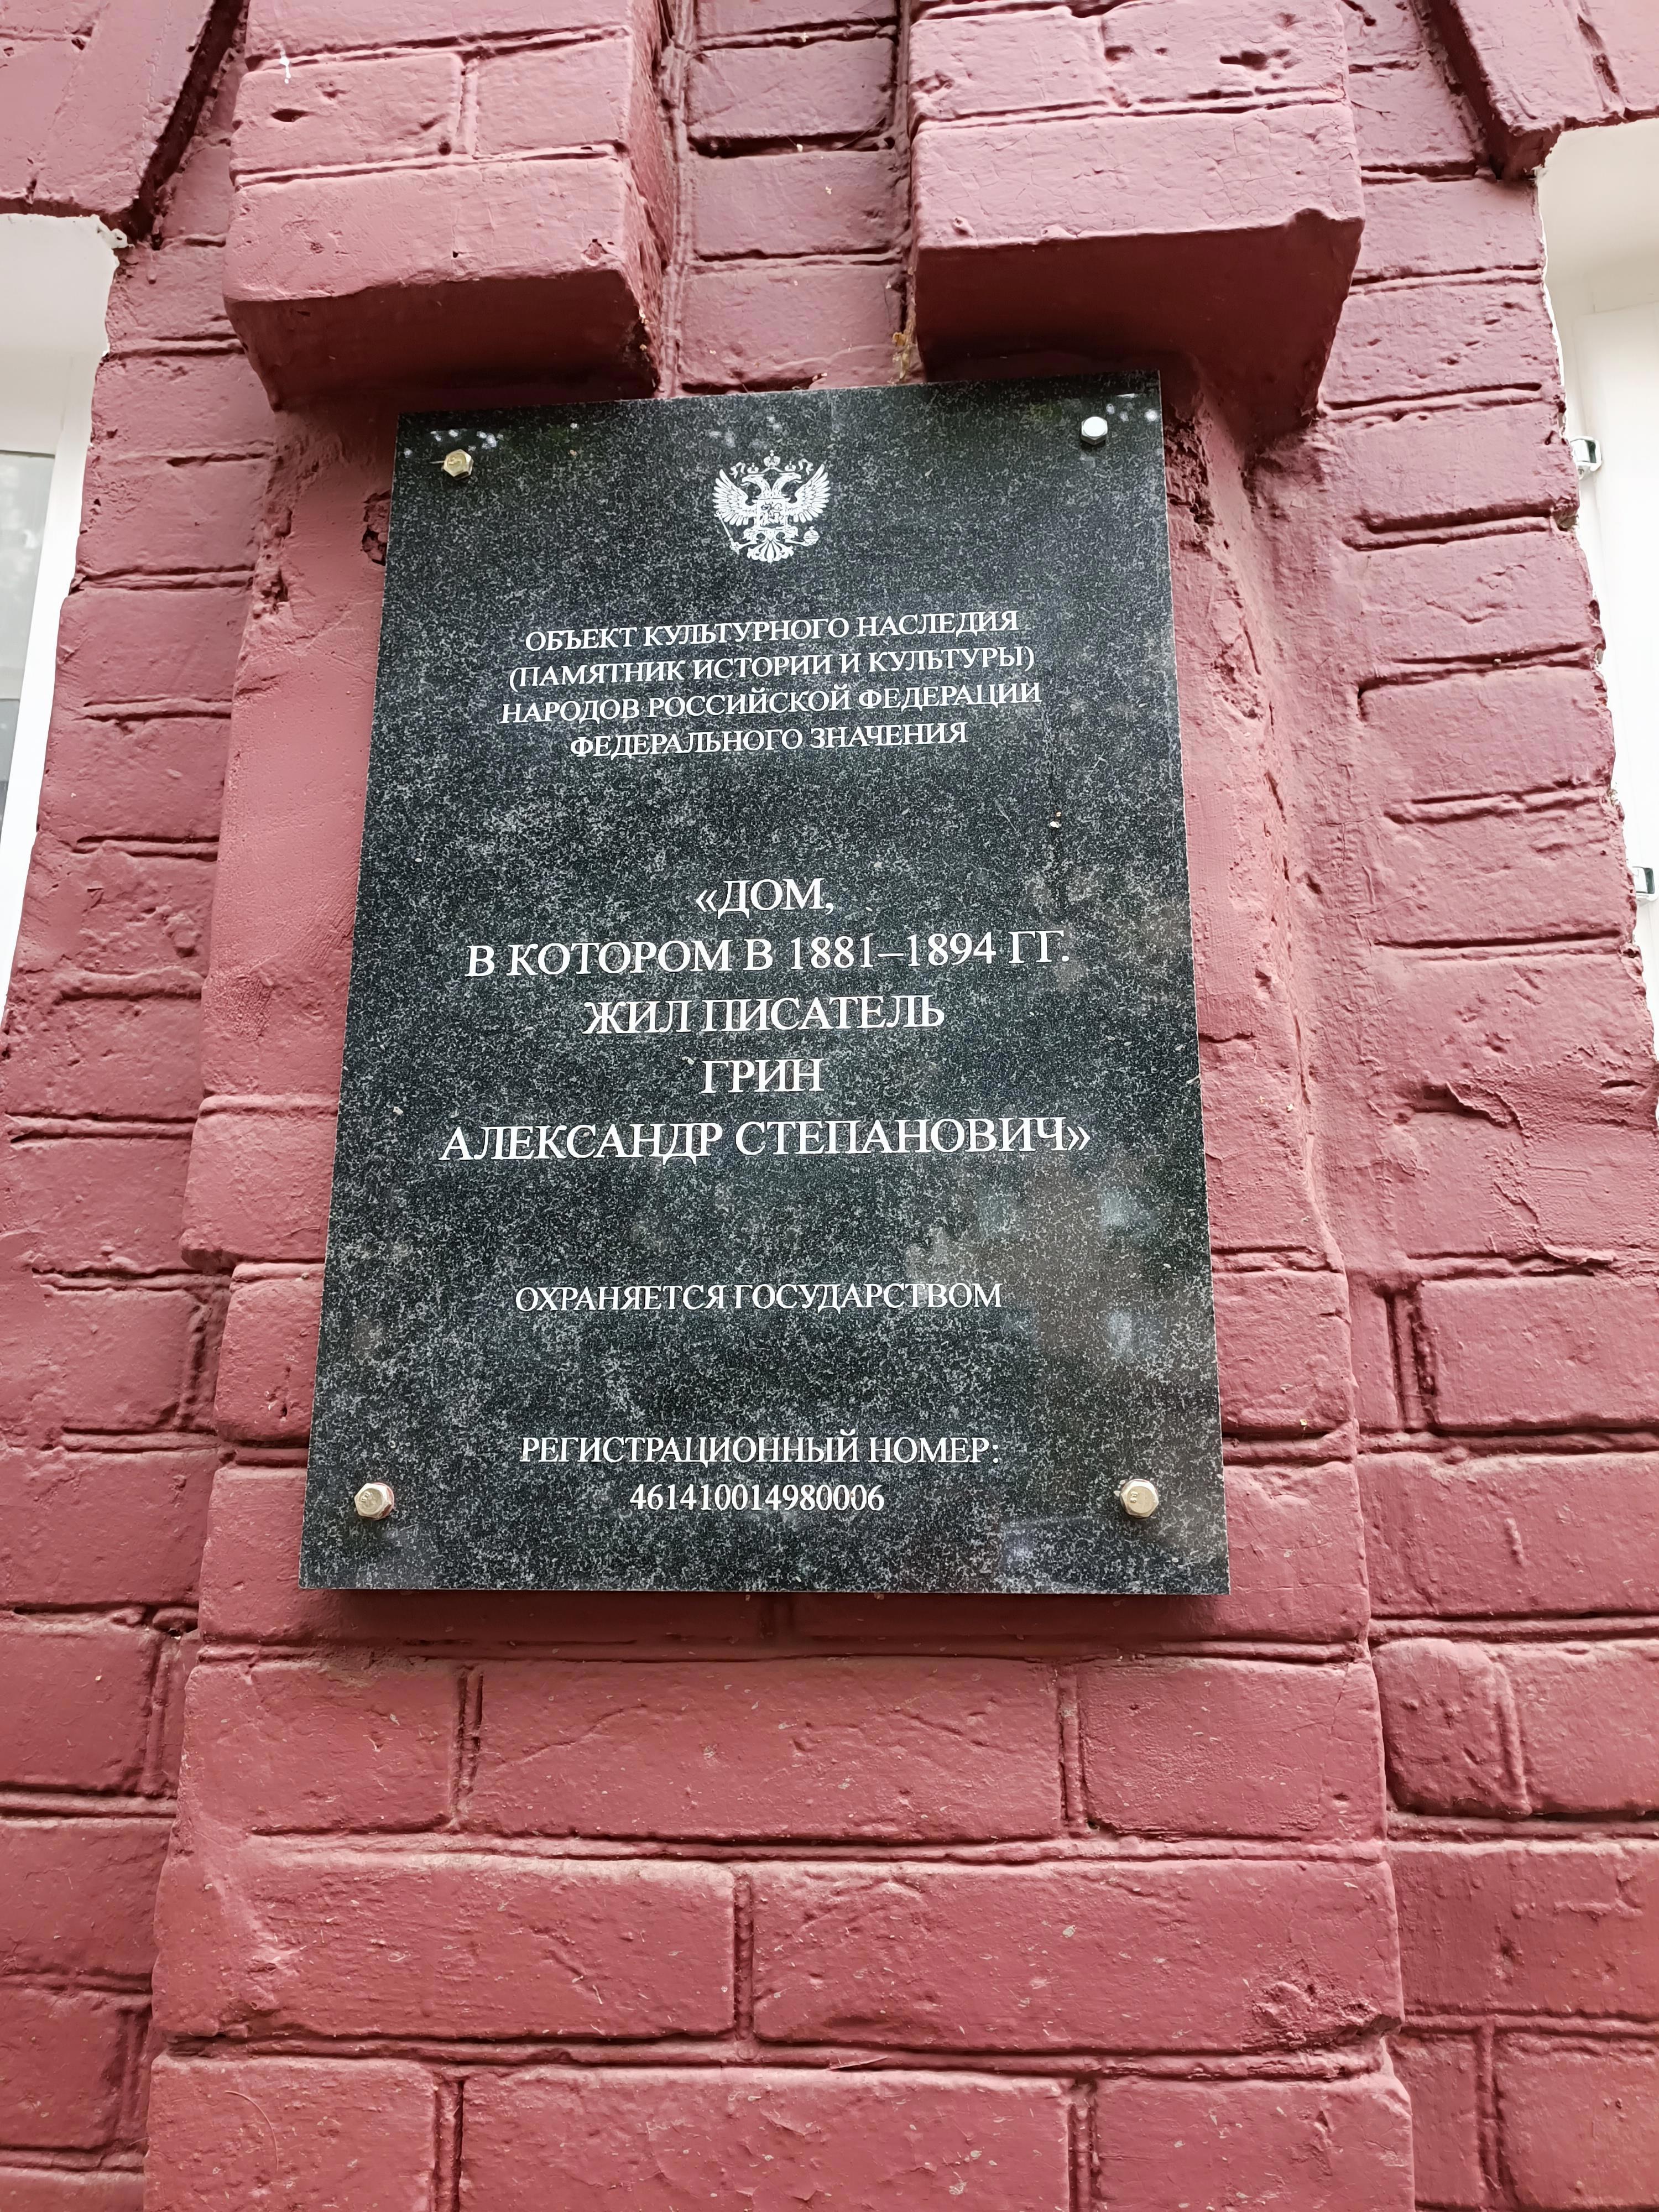 ОБЪЕКТ КУЛЬТУРНОГО НАСЛЕДИЯ
(ПАМЯТНИК ИСТОРИИ И КУЛЬТУРЫ)
НАРОДОВ РОССИЙСКОЙ ФЕДЕРАЦИИ
ФЕДЕРАЛЬНОГО ЗНАЧЕНИЯ
«ДОМ,
В КОТОРОМ В 1881–1894 ГГ.
ЖИЛ ПИСАТЕЛЬ
ГРИН
АЛЕКСАНДР СТЕПАНОВИЧ»
ОХРАНЯЕТСЯ ГОСУДАРСТВОМ
РЕГИСТРАЦИОННЫЙ НОМЕР:
461410014980006